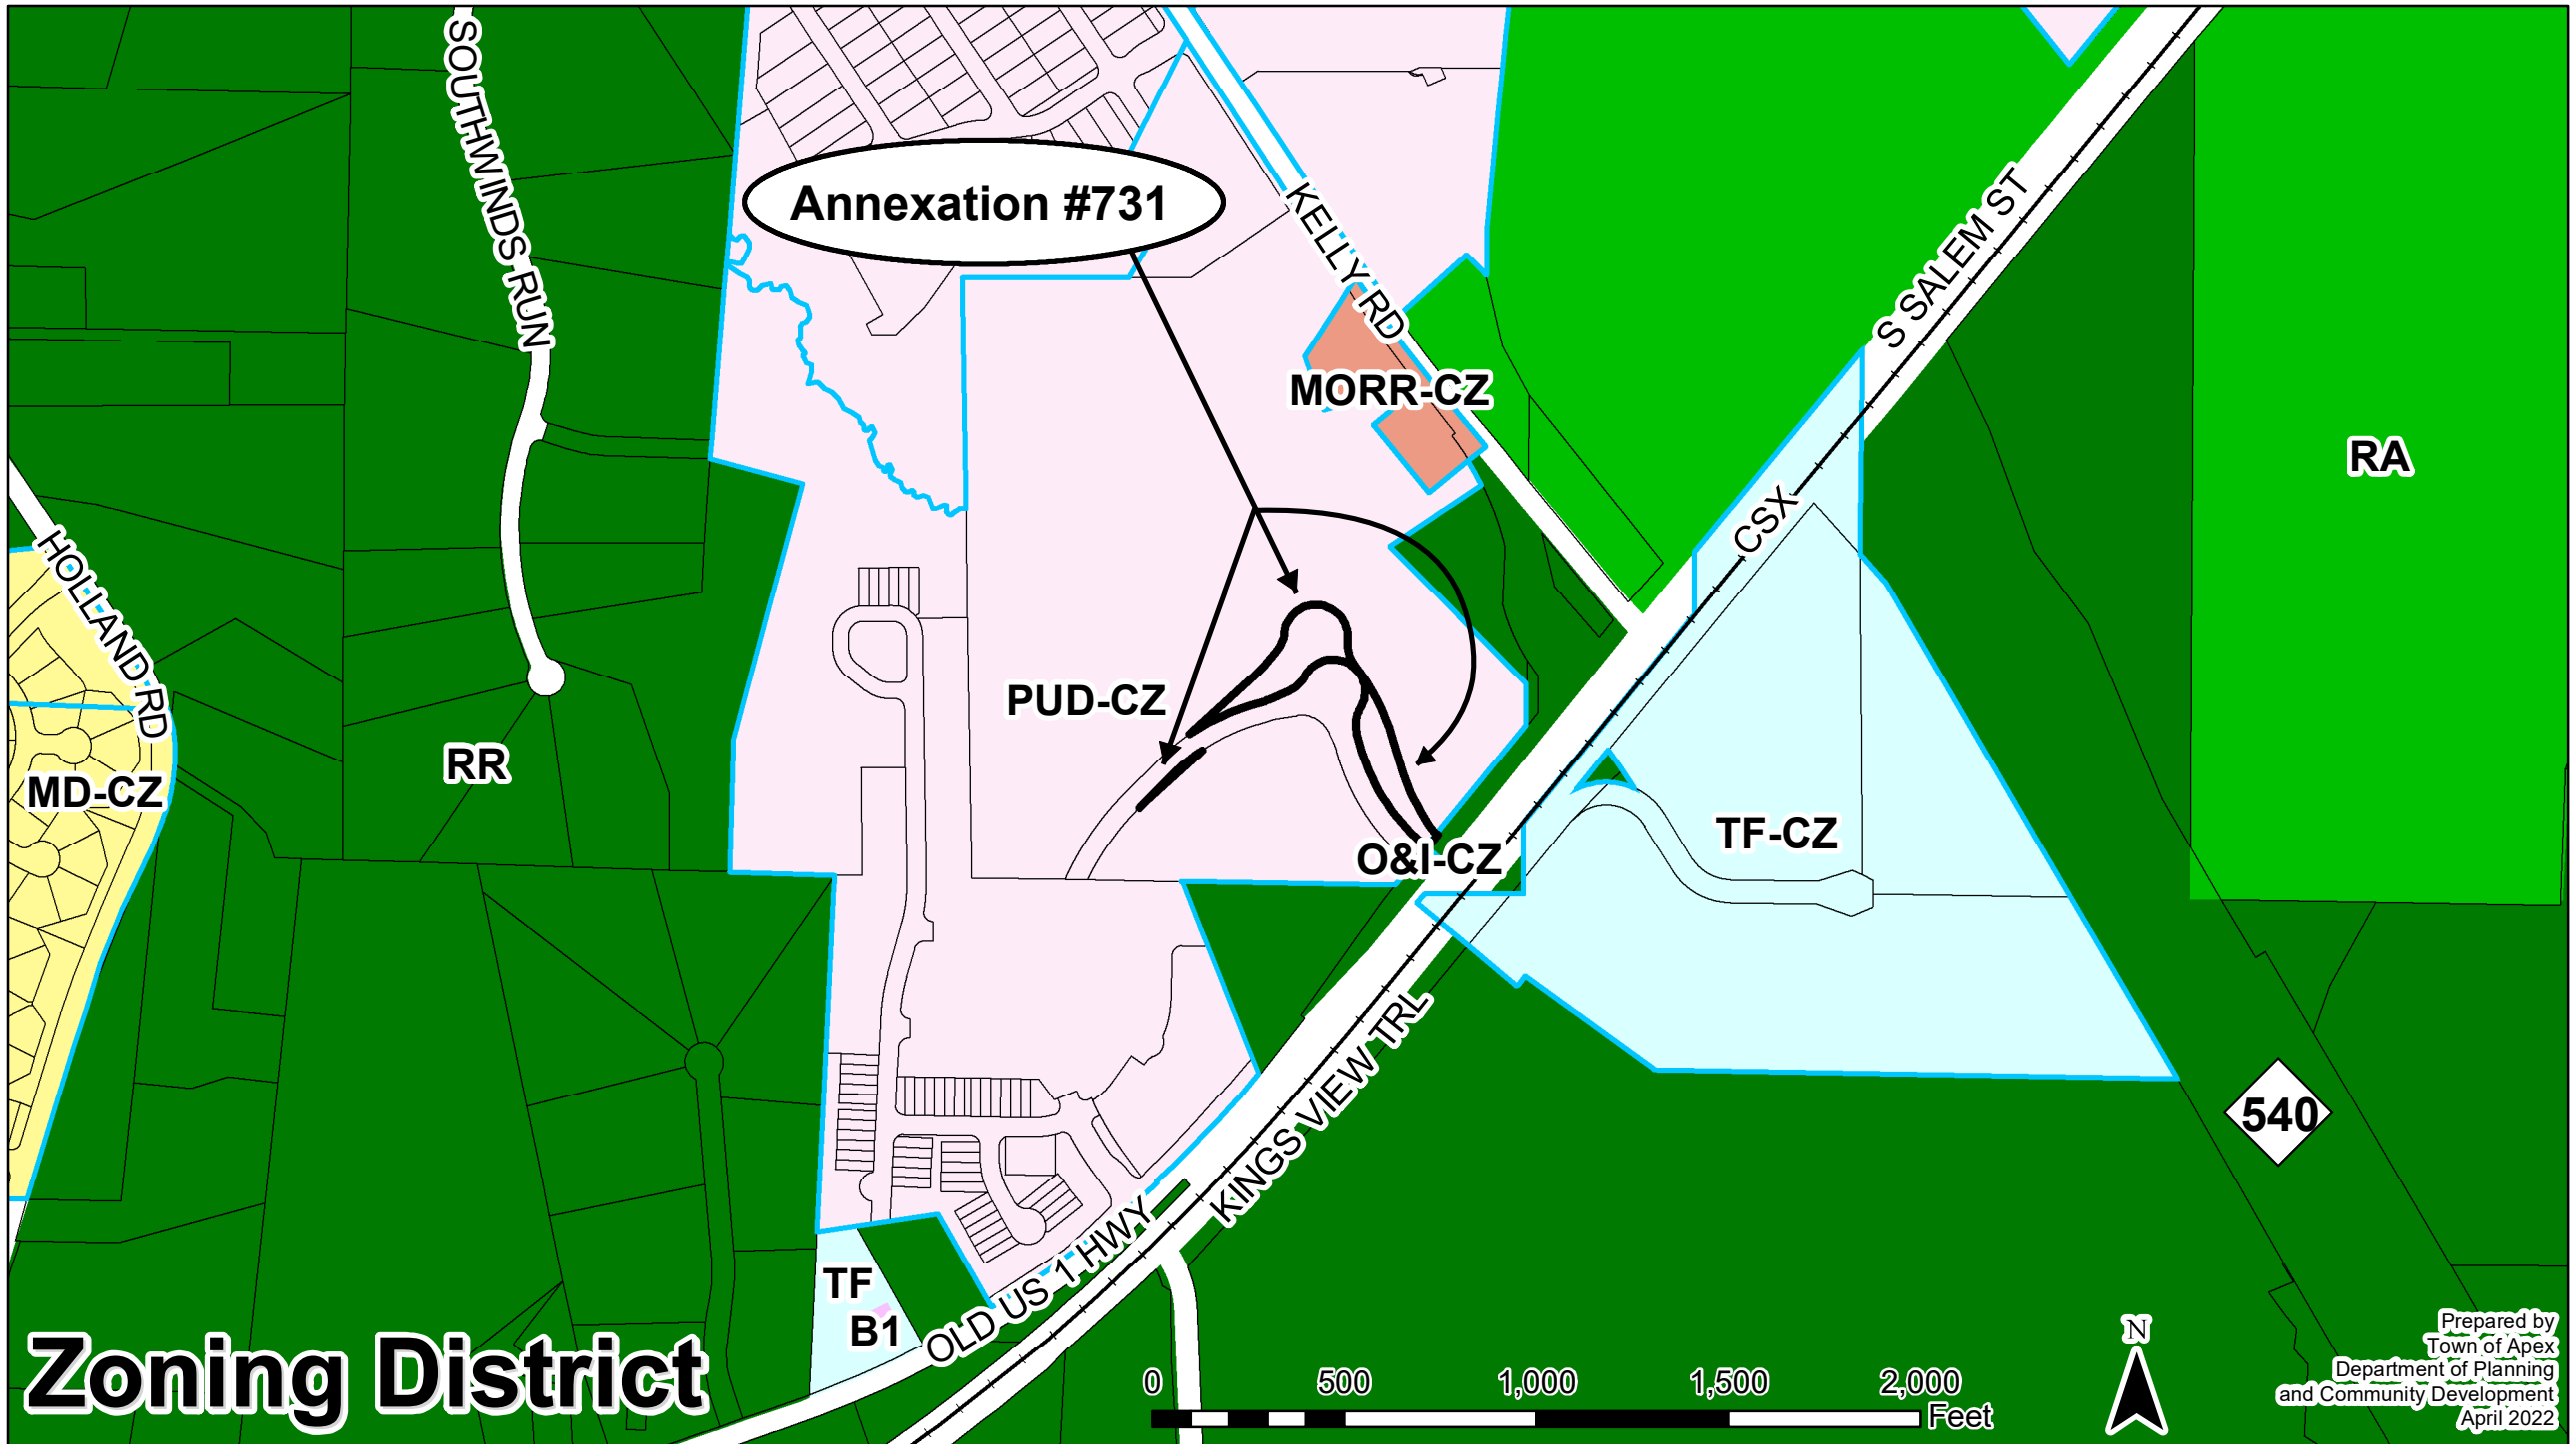 SOUTHWINDS RUN
Annexation #731
KELLY RD
S SALEM ST
MORR-CZ
RA
CSX
HOLLAND RD
PUD-CZ
RR
MD-CZ
TF-CZ
O&I-CZ
KINGS VIEW TRL
540
OLD US 1 HWY
TF
B1
Zoning District
0 500 1,000 1,500 2,000
Feet
N
Prepared by
Town of Apex
Department of Planning
and Community Development
April 2022